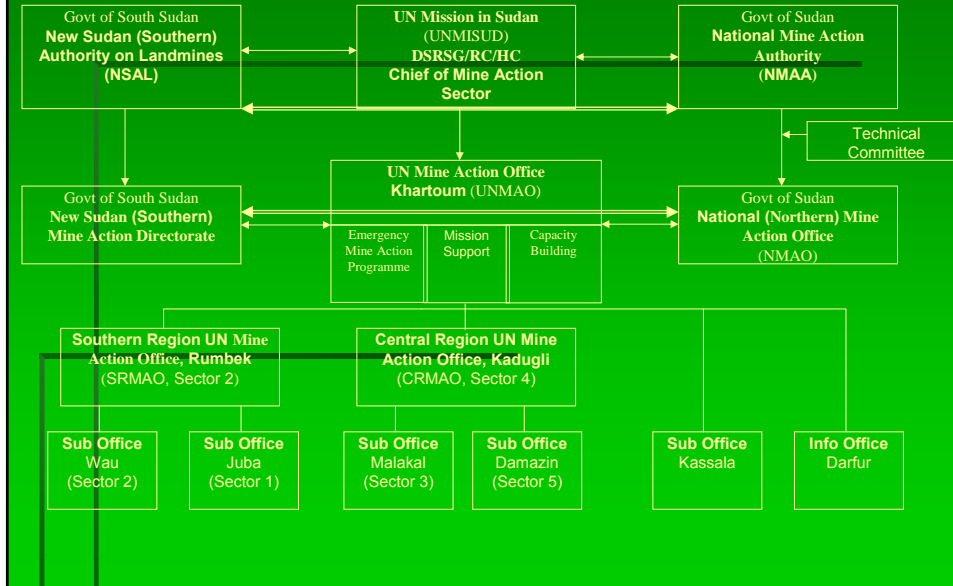 Govt of South Sudan
New Sudan (Southern)
Authority on Landmines
(NSAL)
UN Mission in Sudan
(UNMISUD)
DSRSG/RC/HC
Chief of Mine Action
Sector
Govt of Sudan
National Mine Action
Authority
(NMAA)
Technical
Committee
Govt of South Sudan
New Sudan (Southern)
Mine Action Directorate
UN Mine Action Office
Khartoum (UNMAO)
Emergency
Mine Action
Programme
Mission
Support
Capacity
Building
Govt of Sudan
National (Northern) Mine
Action Office
(NMAO)
Southern Region UN Mine
Action Office, Rumbek
(SRMAO, Sector 2)
Central Region UN Mine
Action Office, Kadugli
(CRMAO, Sector 4)
Sub Office
Wau
(Sector 2)
Sub Office
Juba
(Sector 1)
Sub Office
Malakal
(Sector 3)
Sub Office
Damazin
(Sector 5)
Sub Office
Kassala
Info Office
Darfur